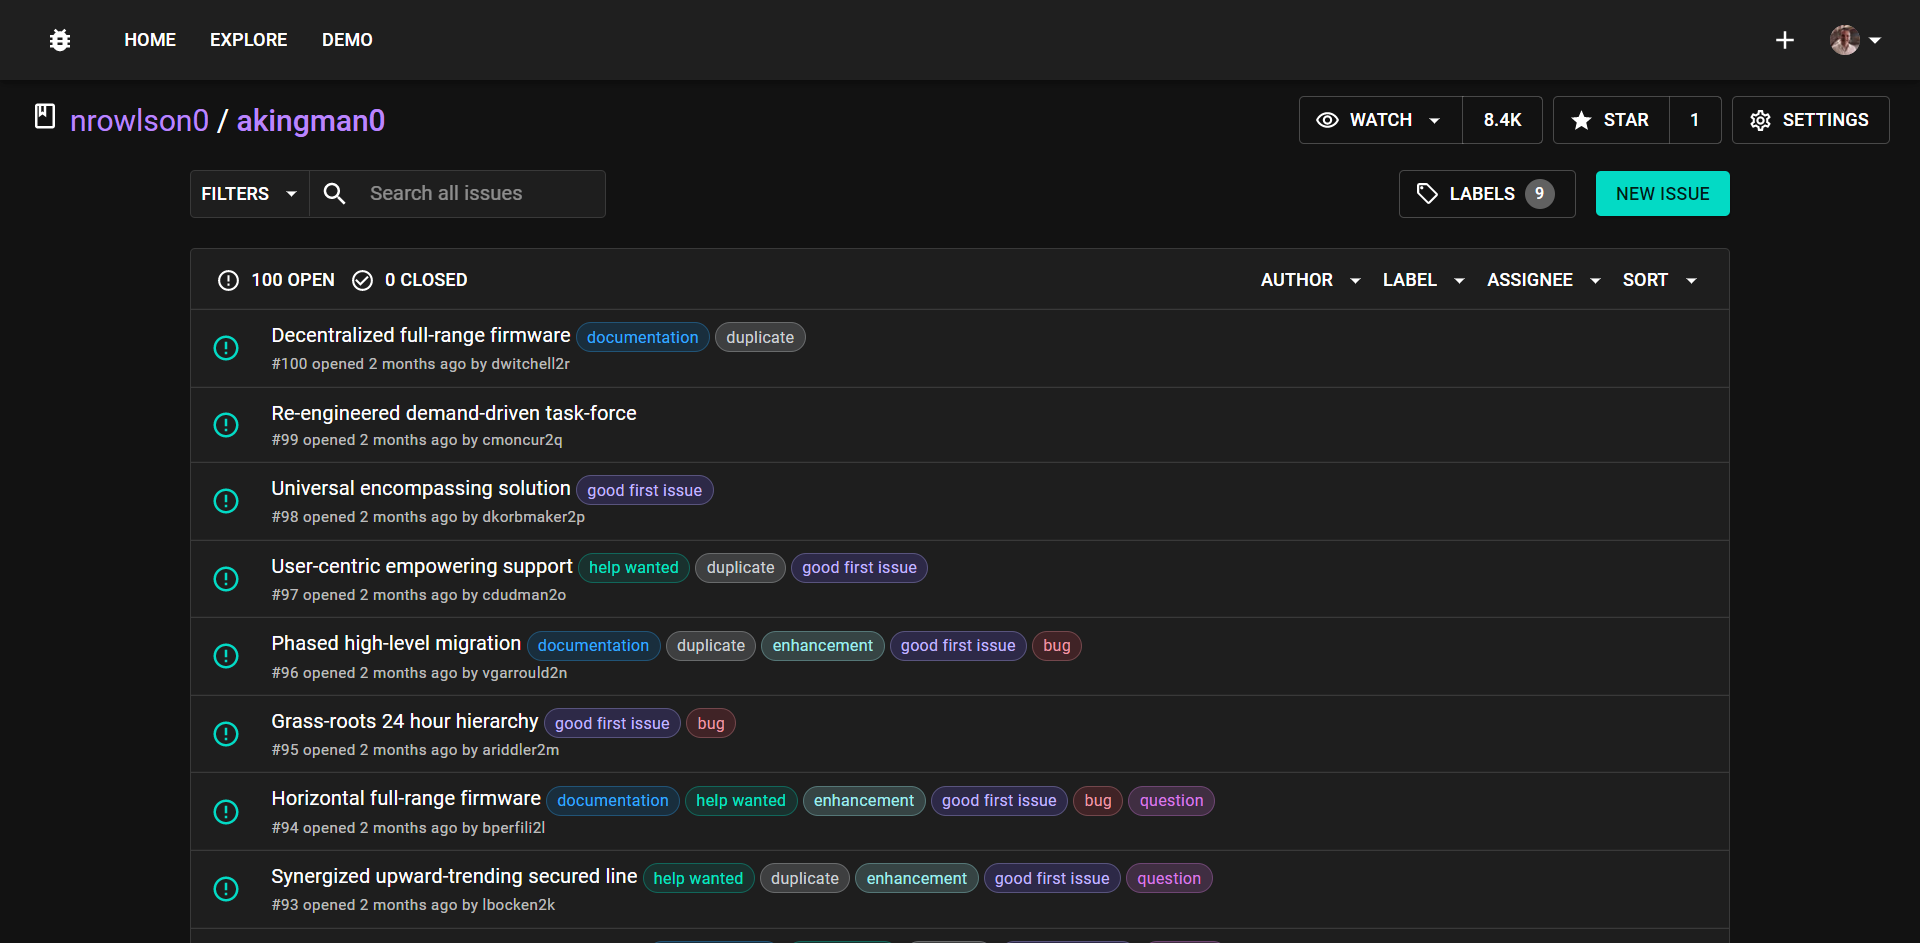 HOME EXPLORE DEMO
nrowlson0 / akingman0 WATCH 8.4K STAR 1 SETTINGS
FILTERS Search all issues LABELS 9 NEW ISSUE
100 OPEN 0 CLOSED AUTHOR LABEL ASSIGNEE SORT
Decentralized full-range firmware documentation duplicate
#100 opened 2 months ago by dwitchell2r
Re-engineered demand-driven task-force
#99 opened 2 months ago by cmoncur2q
Universal encompassing solution good first issue
#98 opened 2 months ago by dkorbmaker2p
User-centric empowering support help wanted duplicate good first issue
#97 opened 2 months ago by cdudman2o
Phased high-level migration documentation duplicate enhancement good first issue bug
#96 opened 2 months ago by vgarrould2n
Grass-roots 24 hour hierarchy good first issue bug
#95 opened 2 months ago by ariddler2m
Horizontal full-range firmware documentation help wanted enhancement good first issue bug question
#94 opened 2 months ago by bperfili2l
Synergized upward-trending secured line help wanted duplicate enhancement good first issue question
#93 opened 2 months ago by lbocken2k